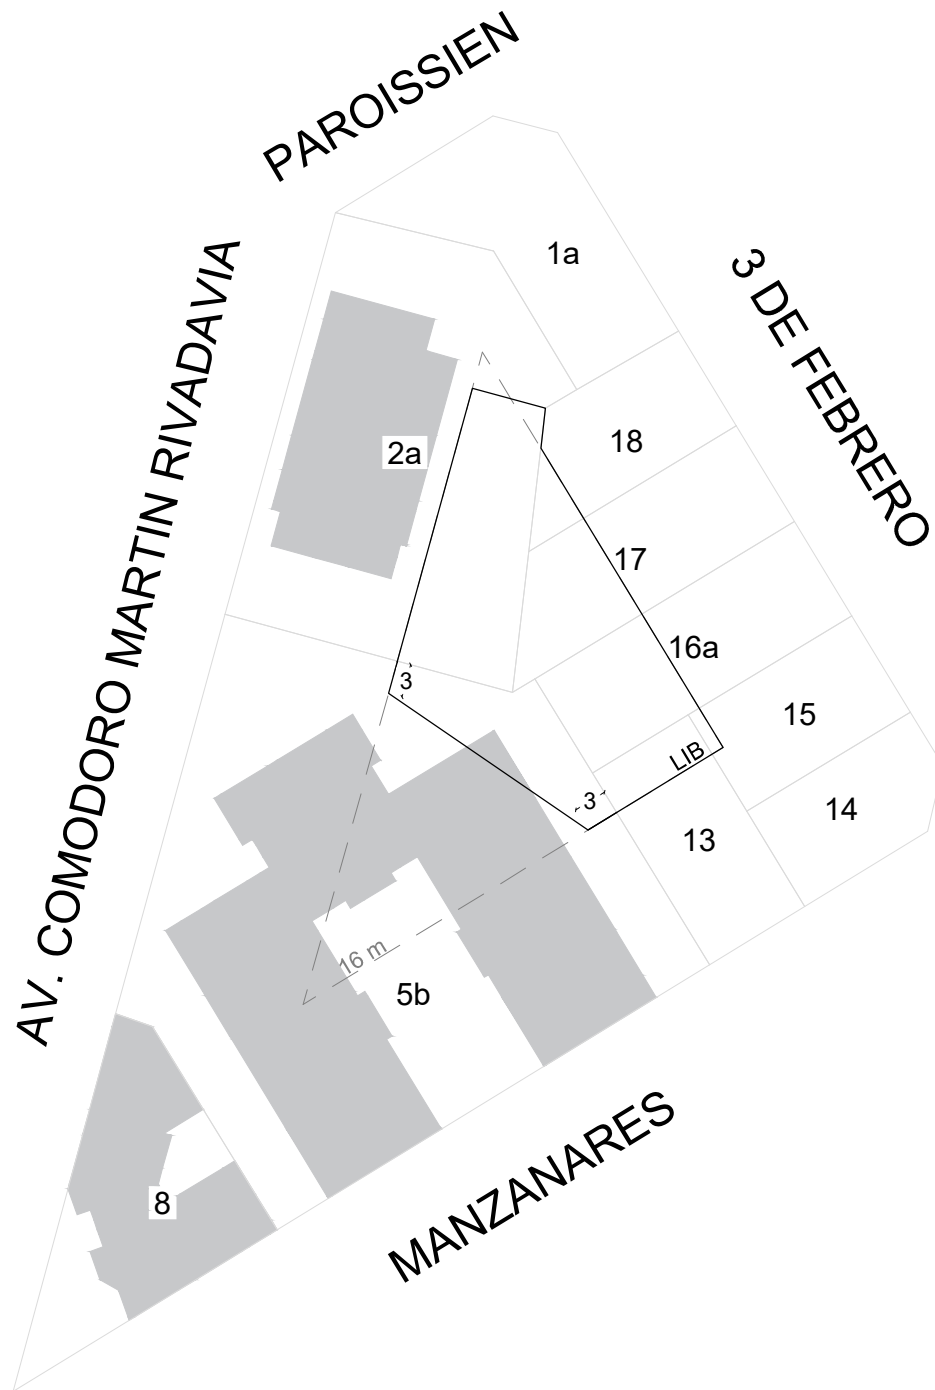 PAROISSIEN
1a
AV. COMODORO MARTIN RIVADAVIA
3 DE FEBRERO
2a
18
17
16a
3
15
LIB
3
14
13
16 m
5b
MANZANARES
8